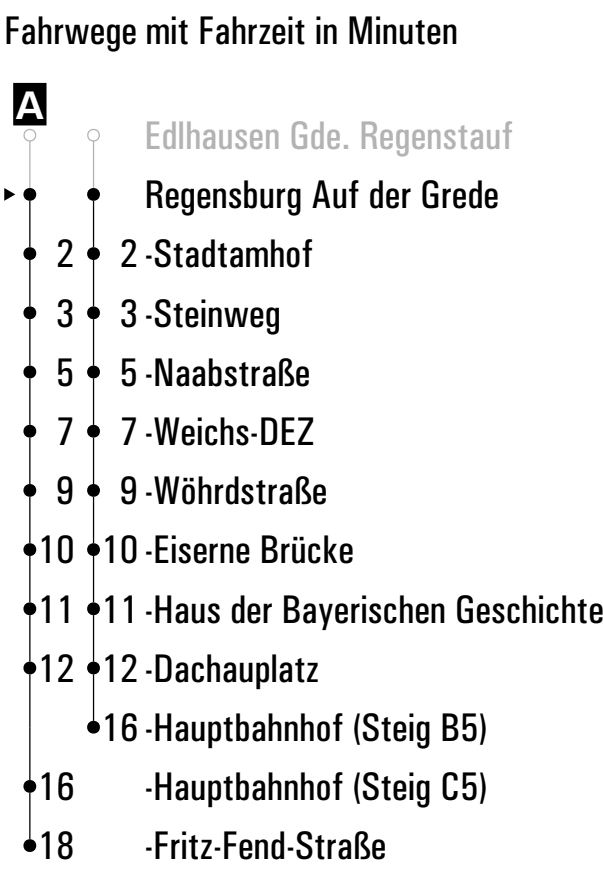 Fahrwege mit Fahrzeit in Minuten
A
Edlhausen Gde. Regenstauf
Regensburg Auf der Grede
2 2 -Stadtamhof
3 3 -Steinweg
5 5 -Naabstraße
7 7 -Weichs-DEZ
9 9 -Wöhrdstraße
10 10 -Eiserne Brücke
11 11 -Haus der Bayerischen Geschichte
12 12 -Dachauplatz
16 -Hauptbahnhof (Steig B5)
16 -Hauptbahnhof (Steig C5)
18 -Fritz-Fend-Straße